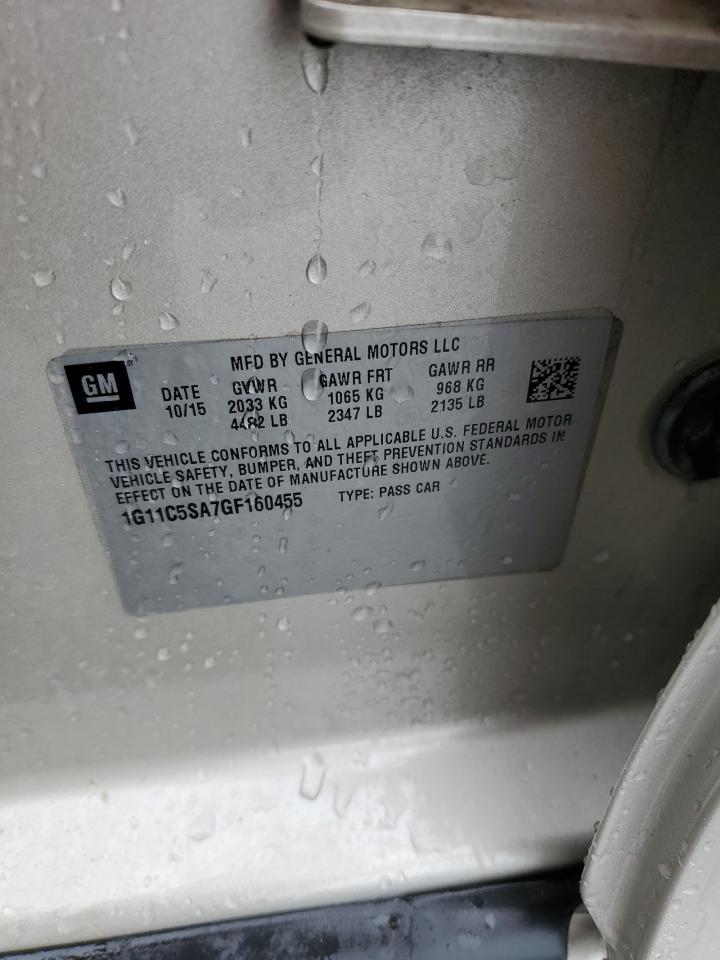 GM
MFD BY GENERAL MOTORS LLC
DATE GVWR GAWR FRT GAWR RR
10/15 2033 KG 1065 KG 968 KG
4482 LB 2347 LB 2135 LB
THIS VEHICLE CONFORMS TO ALL APPLICABLE U.S. FEDERAL MOTOR
VEHICLE SAFETY, BUMPER, AND THEFT PREVENTION STANDARDS IN
EFFECT ON THE DATE OF MANUFACTURE SHOWN ABOVE.
1G11C5SA7GF160455 TYPE: PASS CAR